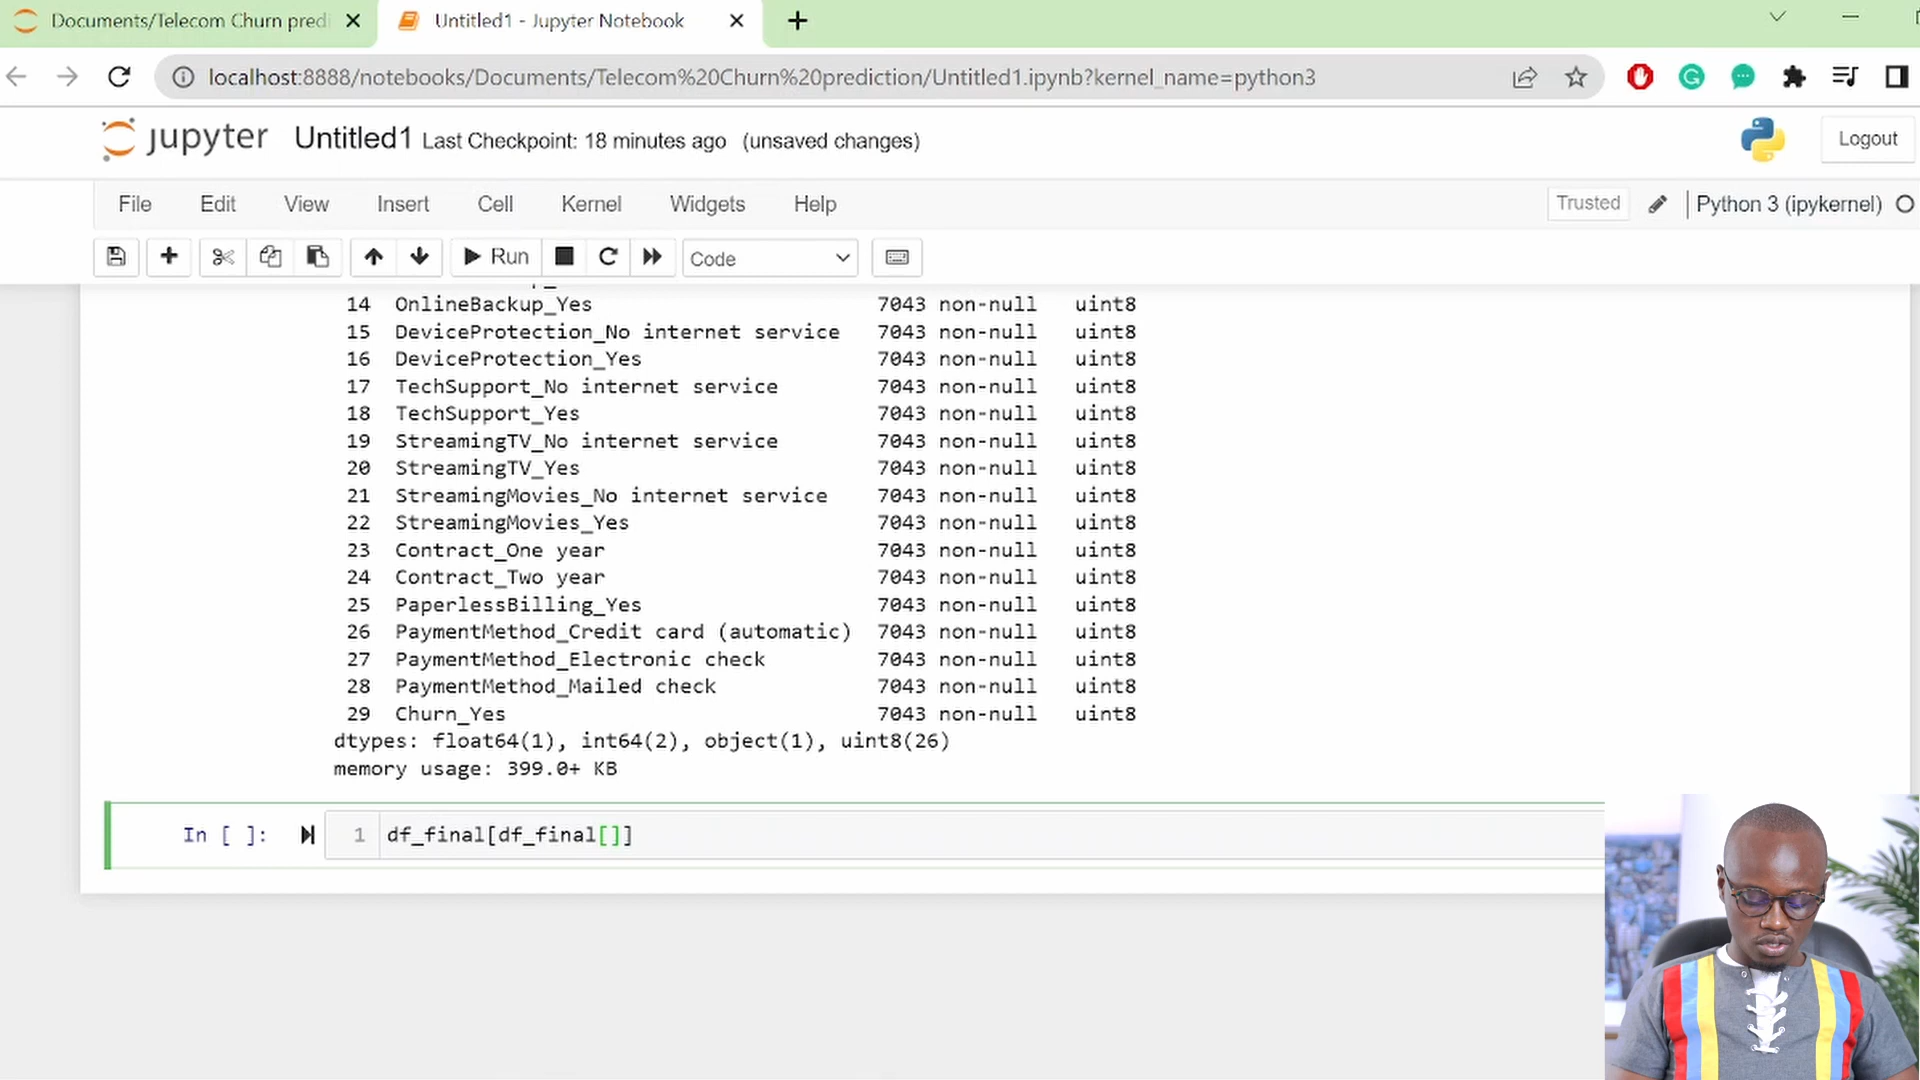 Documents/Telecom Churn predi
Untitled1 - Jupyter Notebook
localhost:8888/notebooks/Documents/Telecom%20Churn%20prediction/Untitled1.ipynb?kernel_name=python3
jupyter Untitled1 Last Checkpoint: 18 minutes ago (unsaved changes)
Logout
File Edit View Insert Cell Kernel Widgets Help
Trusted Python 3 (ipykernel)
Run Code
14 OnlineBackup_Yes 7043 non-null uint8
15 DeviceProtection_No internet service 7043 non-null uint8
16 DeviceProtection_Yes 7043 non-null uint8
17 TechSupport_No internet service 7043 non-null uint8
18 TechSupport_Yes 7043 non-null uint8
19 StreamingTV_No internet service 7043 non-null uint8
20 StreamingTV_Yes 7043 non-null uint8
21 StreamingMovies_No internet service 7043 non-null uint8
22 StreamingMovies_Yes 7043 non-null uint8
23 Contract_One year 7043 non-null uint8
24 Contract_Two year 7043 non-null uint8
25 PaperlessBilling_Yes 7043 non-null uint8
26 PaymentMethod_Credit card (automatic) 7043 non-null uint8
27 PaymentMethod_Electronic check 7043 non-null uint8
28 PaymentMethod_Mailed check 7043 non-null uint8
29 Churn_Yes 7043 non-null uint8
dtypes: float64(1), int64(2), object(1), uint8(26)
memory usage: 399.0+ KB
In [ ]: 1 df_final[df_final[]]